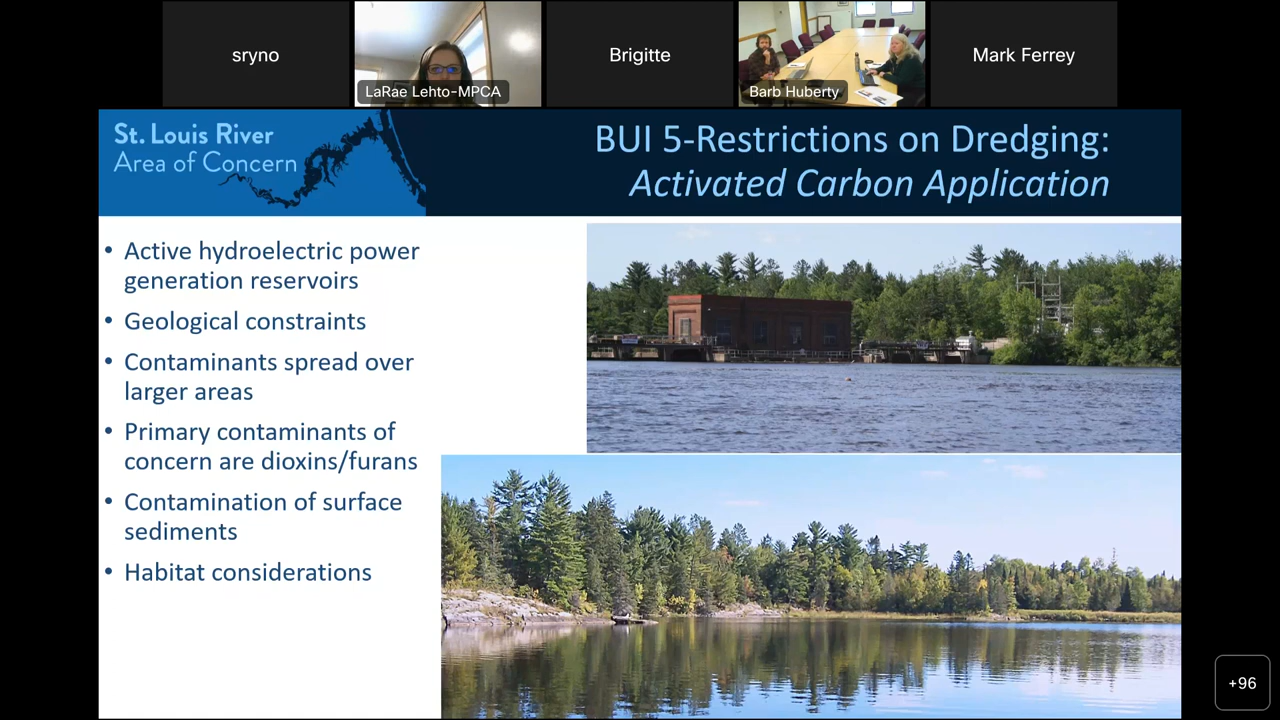 sryno
LaRae Lehto-MPCA
Brigitte
Barb Huberty
Mark Ferrey
St. Louis River
Area of Concern
BUI 5-Restrictions on Dredging:
Activated Carbon Application
• Active hydroelectric power
generation reservoirs
• Geological constraints
• Contaminants spread over
larger areas
• Primary contaminants of
concern are dioxins/furans
• Contamination of surface
sediments
• Habitat considerations
+96